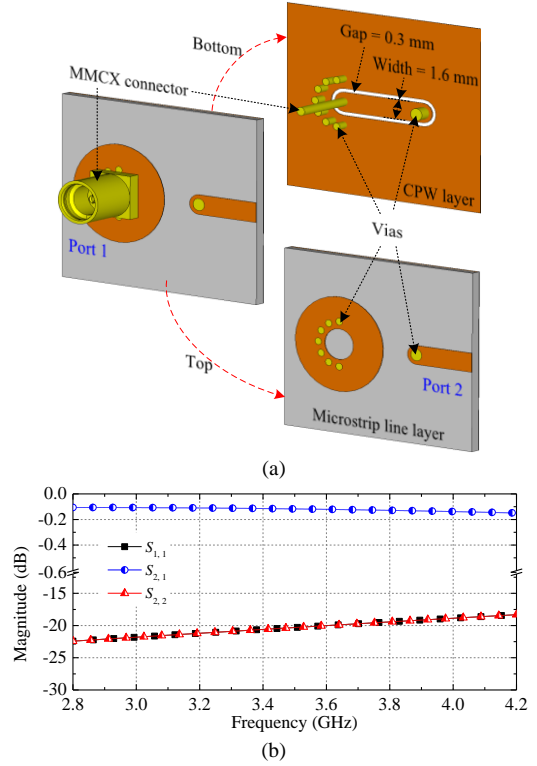 Bottom
Gap = 0.3 mm
Width = 1.6 mm
MMCX connector
CPW layer
Port 1
Vias
Top
Port 2
Microstrip line layer
(a)
0.0
-0.2
-0.4
-0.6
-15
-20
-25
-30
Magnitude (dB)
S1, 1
S2, 1
S2, 2
2.8 3.0 3.2 3.4 3.6 3.8 4.0 4.2
Frequency (GHz)
(b)